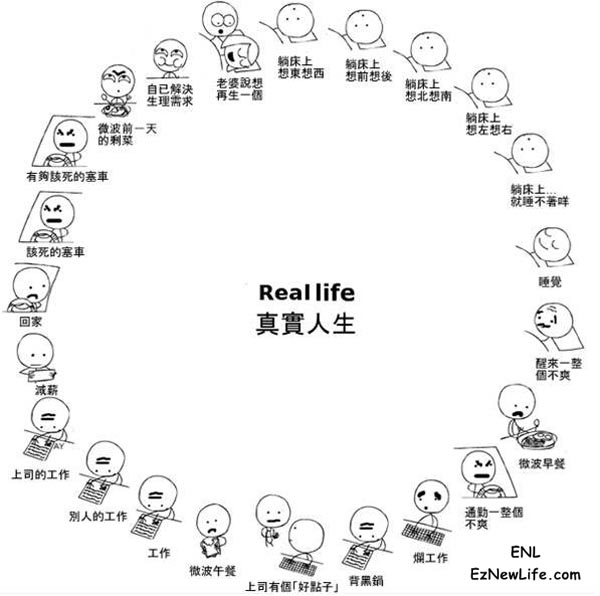 躺床上
想東想西
躺床上
想前想後
躺床上
想北想南
躺床上
想左想右
躺床上...
就睡不著咩
睡覺
醒來一整
個不爽
微波早餐
通勤一整個
不爽
爛工作
背黑鍋
上司有個「好點子」
微波午餐
工作
別人的工作
上司的工作
減薪
回家
該死的塞車
有夠該死的塞車
微波前一天
的剩菜
自已解決
生理需求
老婆說想
再生一個
Real life
真實人生
ENL
EzNewLife.com